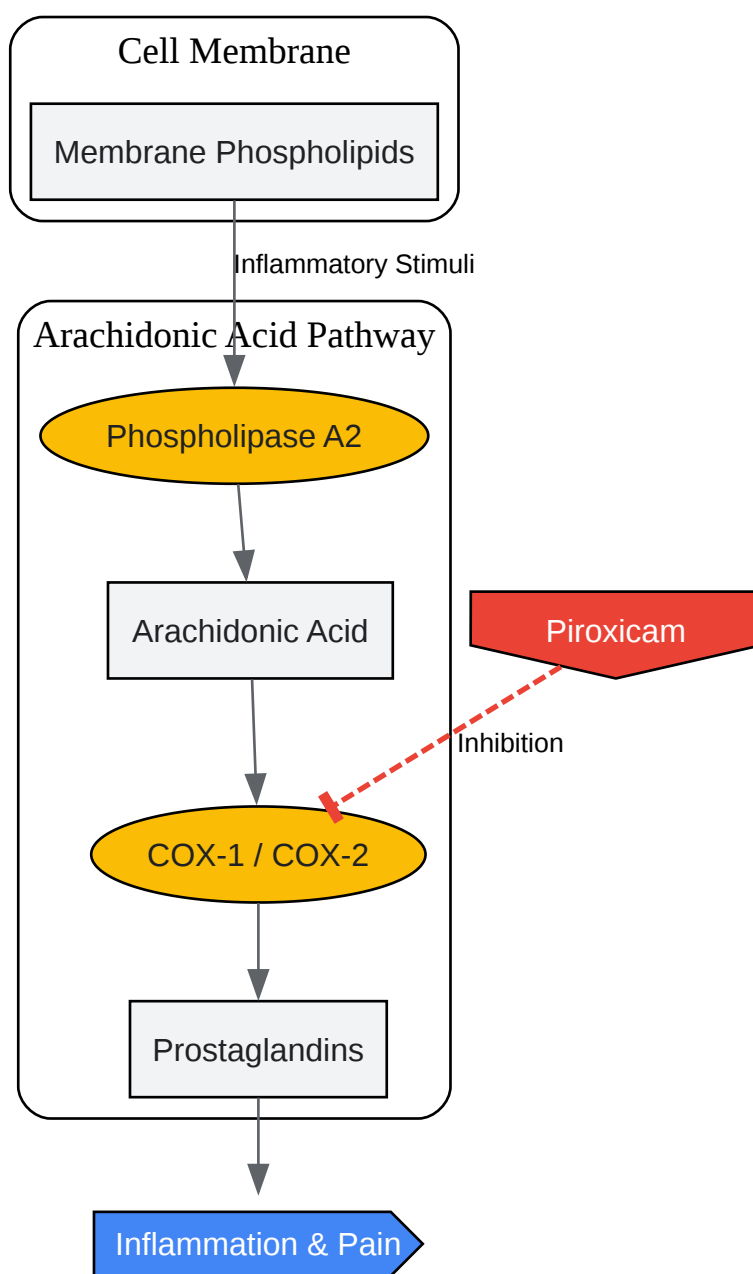 Cell Membrane
Membrane Phospholipids
Inflammatory Stimuli
Arachidonic Acid Pathway
Phospholipase A2
Arachidonic Acid
Piroxicam
Inhibition
COX-1 / COX-2
Prostaglandins
Inflammation & Pain